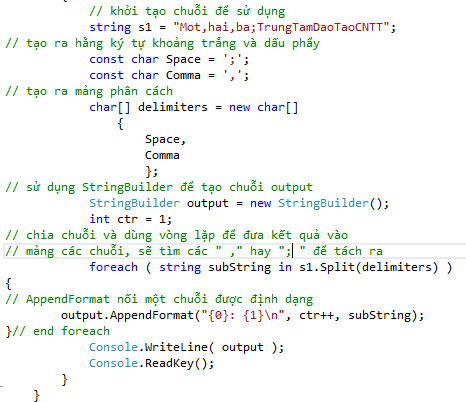 {
// khởi tạo chuỗi để sử dụng
string s1 = "Mot,hai,ba;TrungTamDaoTaoCNTT";
// tạo ra hằng ký tự khoảng trắng và dấu phẩy
const char Space = ';';
const char Comma = ',';
// tạo ra mảng phân cách
char[] delimiters = new char[]
{
Space,
Comma
};
// sử dụng StringBuilder để tạo chuỗi output
StringBuilder output = new StringBuilder();
int ctr = 1;
// chia chuỗi và dùng vòng lặp để đưa kết quả vào
// mảng các chuỗi, sẽ tìm các " ," hay "; " để tách ra
foreach ( string subString in s1.Split(delimiters) )
{
// AppendFormat nối một chuỗi được định dạng
output.AppendFormat("{0}: {1}\n", ctr++, subString);
}// end foreach
Console.WriteLine( output );
Console.ReadKey();
}
}